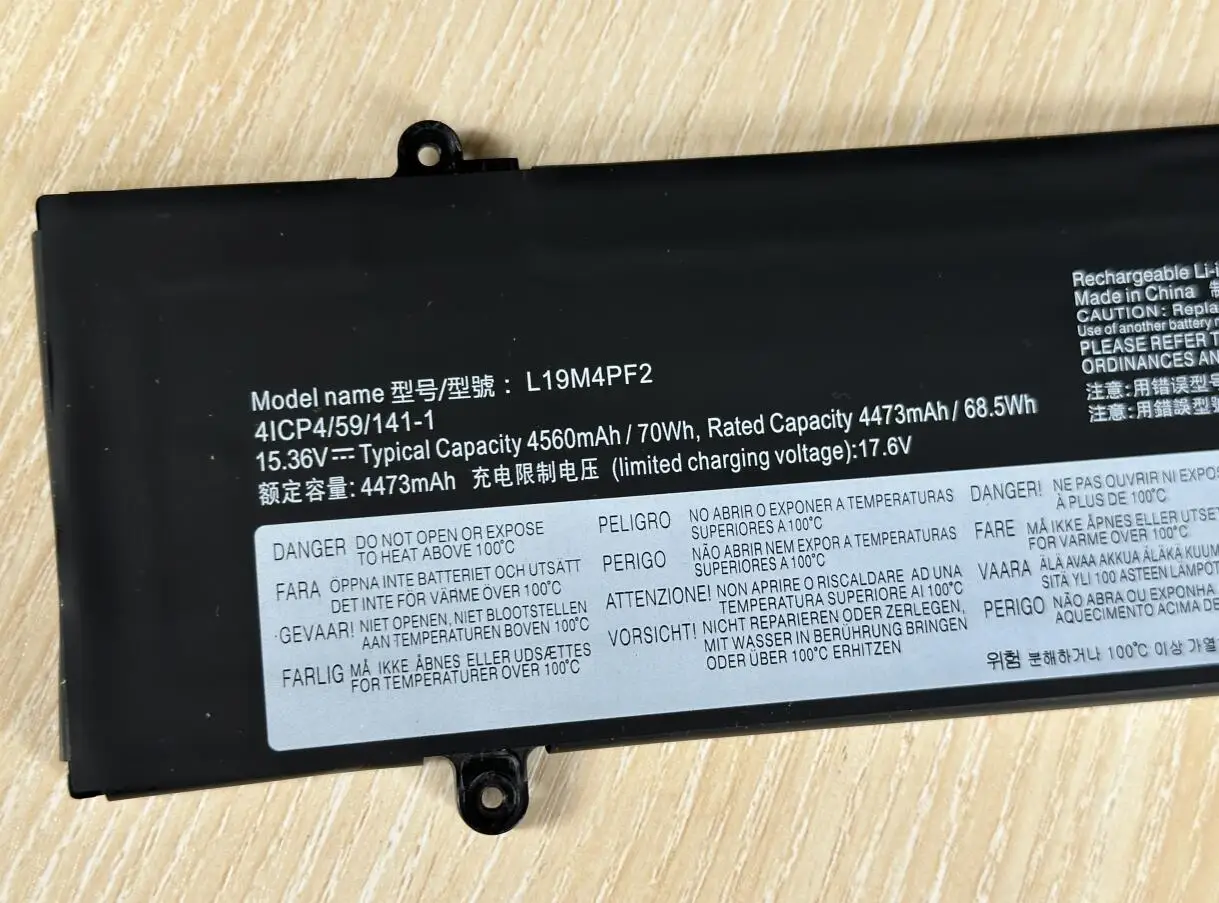 Model name 型号/型號： L19M4PF2
4ICP4/59/141-1
15.36V⎓ Typical Capacity 4560mAh / 70Wh, Rated Capacity 4473mAh / 68.5Wh
额定容量: 4473mAh 充电限制电压 (limited charging voltage):17.6V
Rechargeable Li-i
Made in China 制
CAUTION : Repla
Use of another battery
PLEASE REFER T
ORDINANCES AN
注意:用错误型号
注意:用錯誤型號
DANGER DO NOT OPEN OR EXPOSE
TO HEAT ABOVE 100°C
FARA ÖPPNA INTE BATTERIET OCH UTSÄTT
DET INTE FÖR VÄRME ÖVER 100°C
GEVAAR! NIET OPENEN, NIET BLOOTSTELLEN
AAN TEMPERATUREN BOVEN 100°C
FARLIG MÅ IKKE ÅBNES ELLER UDSÆTTES
FOR TEMPERATURER OVER 100°C
PELIGRO NO ABRIR O EXPONER A TEMPERATURAS
SUPERIORES A 100°C
PERIGO NÃO ABRIR NEM EXPOR A TEMPERATURAS
SUPERIORES A 100°C
ATTENZIONE! NON APRIRE O RISCALDARE AD UNA
TEMPERATURA SUPERIORE AI 100°C
VORSICHT! NICHT REPARIEREN ODER ZERLEGEN,
MIT WASSER IN BERÜHRUNG BRINGEN
ODER ÜBER 100°C ERHITZEN
DANGER! NE PAS OUVRIR NI EXPOS
À PLUS DE 100°C
FARE MÅ IKKE ÅPNES ELLER UTSET
FOR VARME OVER 100°C
VAARA ÄLÄ AVAA AKKUA ÄLÄKÄ KUUM
SITÄ YLI 100 ASTEEN LÄMPÖT
PERIGO NÃO ABRA OU EXPONHA
AQUECIMENTO ACIMA DE
위험 분해하거나 100°C 이상 가열